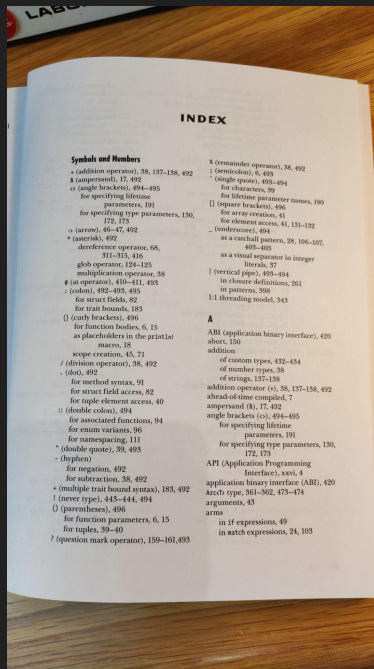 LABO
INDEX
Symbols and Numbers
+ (addition operator), 38, 137–138, 492
& (ampersand), 17, 492
<> (angle brackets), 494–495
for specifying lifetime
parameters, 191
for specifying type parameters, 130,
172, 173
-> (arrow), 46–47, 492
* (asterisk), 492
dereference operator, 68,
311–315, 416
glob operator, 124–125
multiplication operator, 38
@ (at operator), 410–411, 493
: (colon), 492–493, 495
for struct fields, 82
for trait bounds, 183
{} (curly brackets), 496
for function bodies, 6, 15
as placeholders in the println!
macro, 18
scope creation, 45, 71
/ (division operator), 38, 492
. (dot), 492
for method syntax, 91
for struct field access, 82
for tuple element access, 40
:: (double colon), 494
for associated functions, 94
for enum variants, 96
for namespacing, 111
" (double quote), 39, 493
- (hyphen)
for negation, 492
for subtraction, 38, 492
+ (multiple trait bound syntax), 183, 492
! (never type), 443–444, 494
() (parentheses), 496
for function parameters, 6, 15
for tuples, 39–40
? (question mark operator), 159–161,493
% (remainder operator), 38, 492
; (semicolon), 6, 493
' (single quote), 493–494
for characters, 39
for lifetime parameter names, 190
[] (square brackets), 496
for array creation, 41
for element access, 41, 131–132
_ (underscore), 494
as a catchall pattern, 28, 106–107,
403–405
as a visual separator in integer
literals, 37
| (vertical pipe), 493–494
in closure definitions, 261
in patterns, 398
1:1 threading model, 343
A
ABI (application binary interface), 420
abort, 150
addition
of custom types, 432–434
of number types, 38
of strings, 137–138
addition operator (+), 38, 137–138, 492
ahead-of-time compiled, 7
ampersand (&), 17, 492
angle brackets (<>), 494–495
for specifying lifetime
parameters, 191
for specifying type parameters, 130,
172, 173
API (Application Programming
Interface), xxvi, 4
application binary interface (ABI), 420
Arc<T> type, 361–362, 473–474
arguments, 43
arms
in if expressions, 49
in match expressions, 24, 103